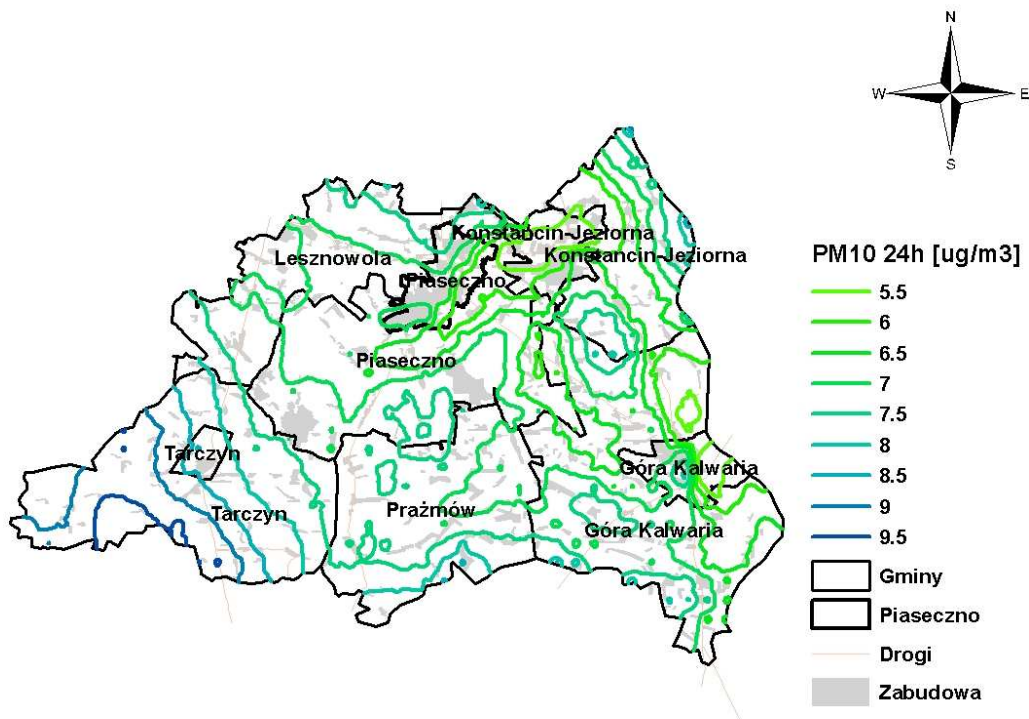 N
W E
S
Konstancin-Jeziorna
Konstancin-Jeziorna
Lesznowola
Piaseczno
Piaseczno
Tarczyn
Góra Kalwaria
Tarczyn
Prażmów
Góra Kalwaria
PM10 24h [ug/m3]
5.5
6
6.5
7
7.5
8
8.5
9
9.5
Gminy
Piaseczno
Drogi
Zabudowa